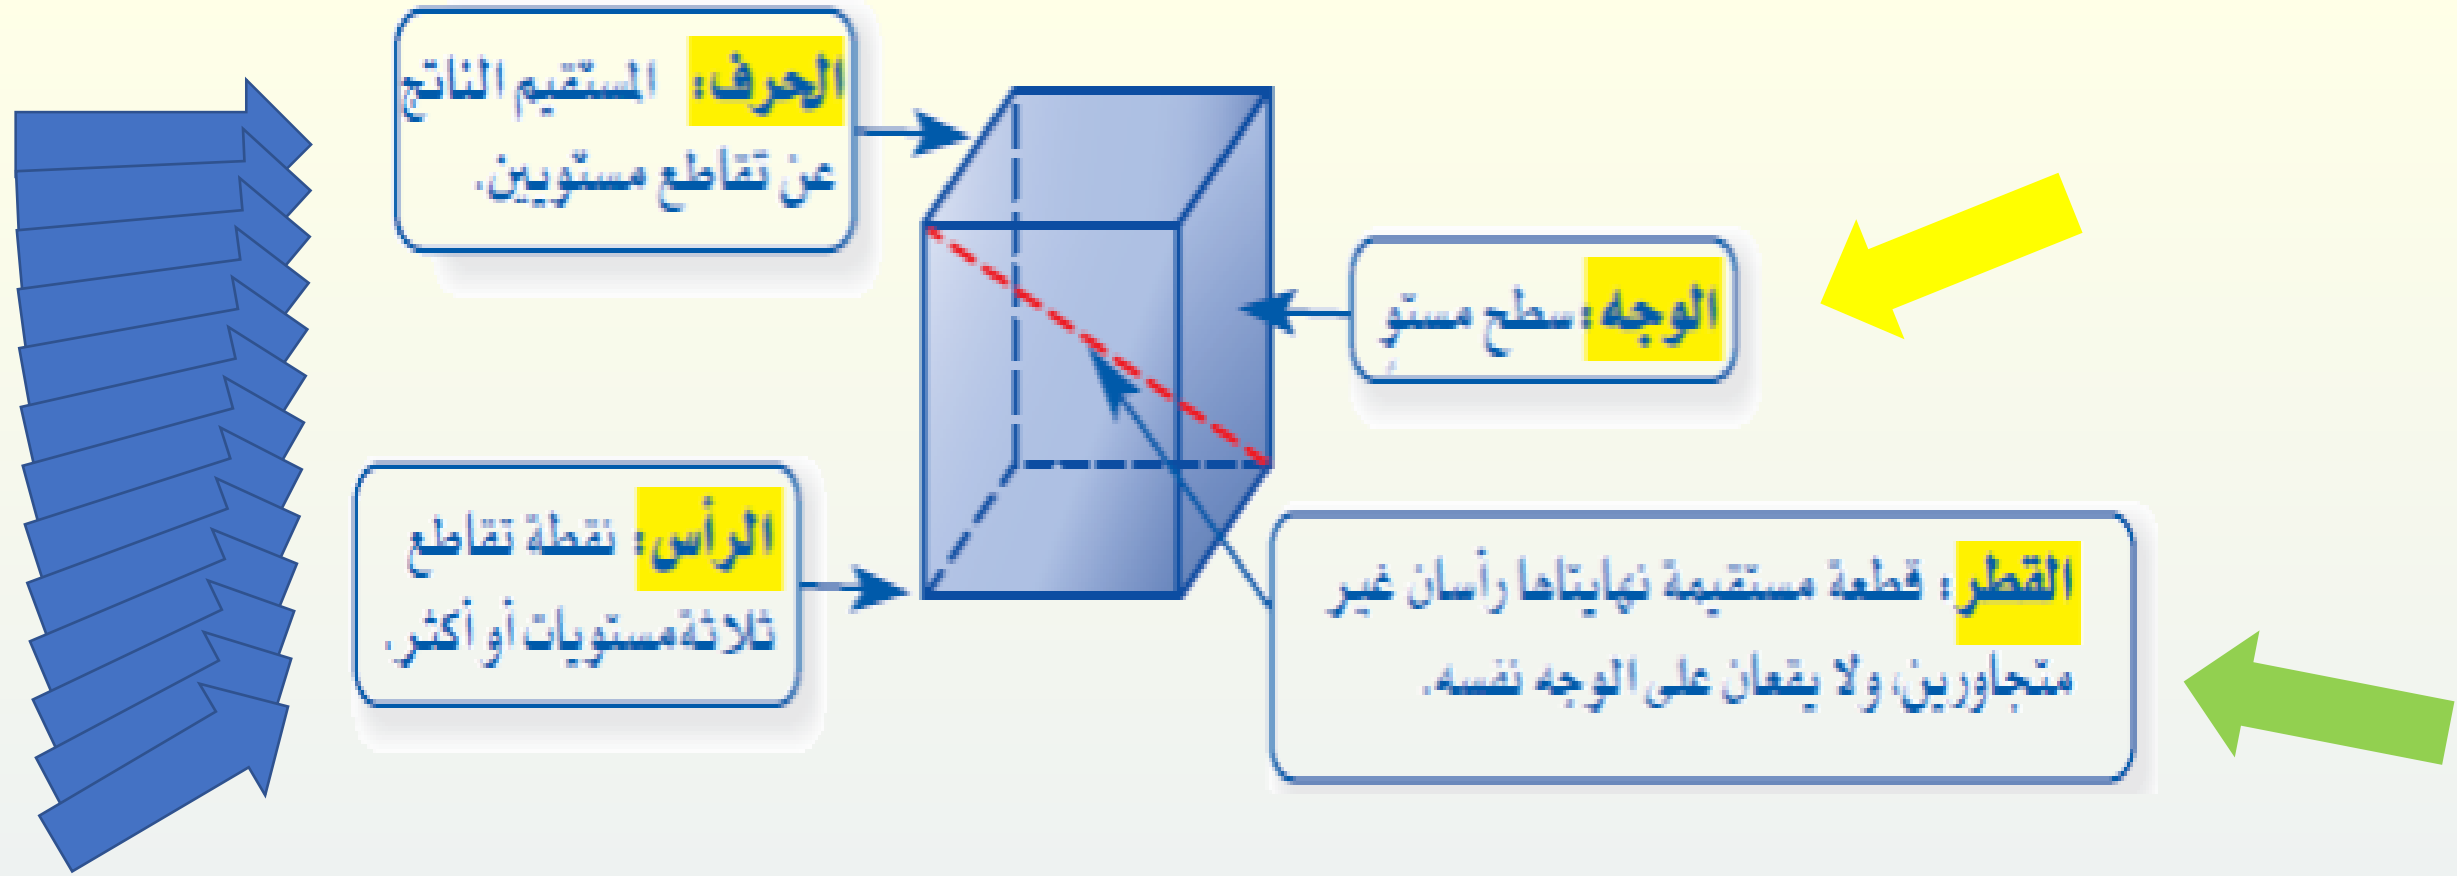 الحرف: المستقيم الناتج
عن تقاطع مستويين.
الوجه: سطح مستوٍ
الرأس: نقطة تقاطع
ثلاثة مستويات أو أكثر.
القطر: قطعة مستقيمة نهايتاها رأسان غير
متجاورين، ولا يقعان على الوجه نفسه.